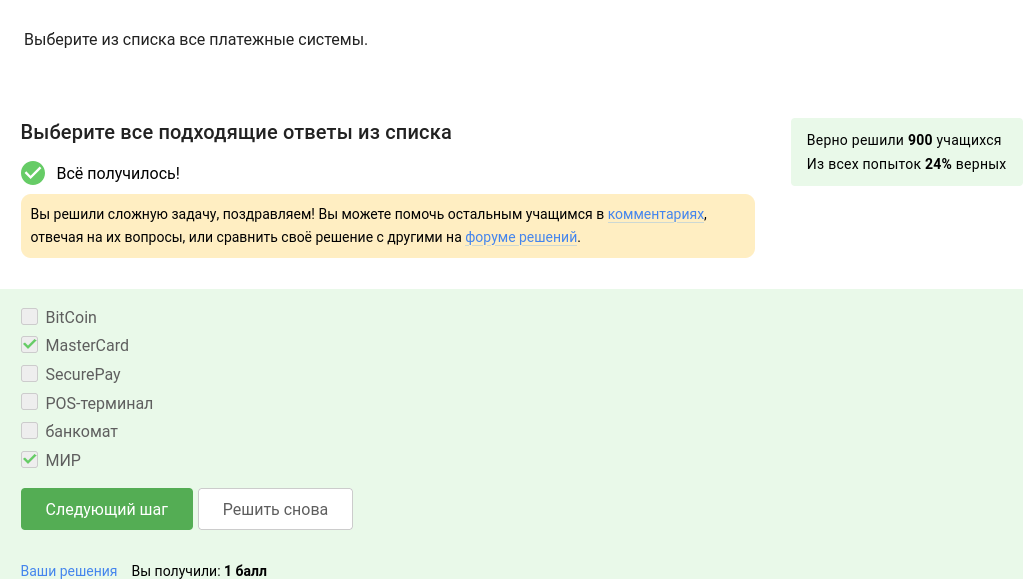 Выберите из списка все платежные системы.
Выберите все подходящие ответы из списка
Верно решили 900 учащихся
Из всех попыток 24% верных
Всё получилось!
Вы решили сложную задачу, поздравляем! Вы можете помочь остальным учащимся в комментариях,
отвечая на их вопросы, или сравнить своё решение с другими на форуме решений.
BitCoin
MasterCard
SecurePay
POS-терминал
банкомат
МИР
Следующий шаг Решить снова
Ваши решения Вы получили: 1 балл